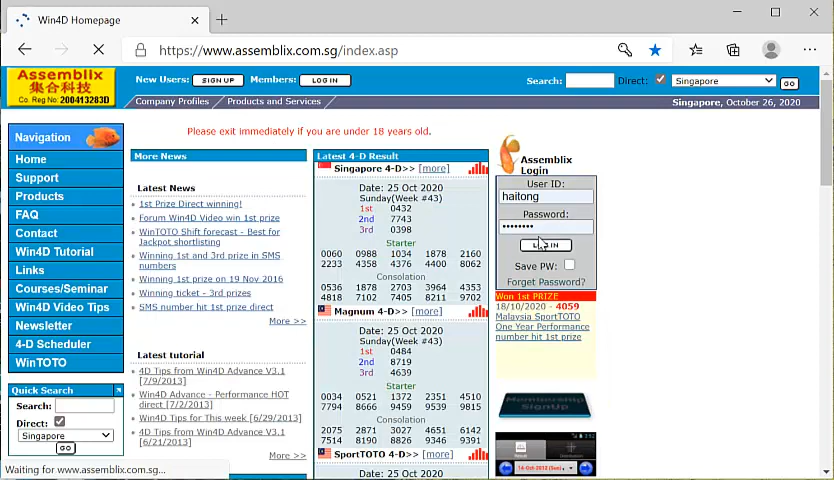 Win4D Homepage
https://www.assemblix.com.sg/index.asp
Assemblix
集合科技
Co. Reg No: 200413283D
New Users: SIGN UP Members: LOG IN
Search: Direct: Singapore GO
Company Profiles Products and Services
Singapore, October 26, 2020
Please exit immediately if you are under 18 years old.
Navigation
Home
Support
Products
FAQ
Contact
Win4D Tutorial
Links
Courses/Seminar
Win4D Video Tips
Newsletter
4-D Scheduler
WinTOTO
Quick Search
Search:
Direct:
Singapore
GO
Waiting for www.assemblix.com.sg...
More News
Latest News
1st Prize Direct winning!
Forum Win4D Video win 1st prize
WinTOTO Shift forecast - Best for
Jackpot shortlisting
Winning 1st and 3rd prize in SMS
numbers
Winning 1st prize on 19 Nov 2016
Winning ticket - 3rd prizes
SMS number hit 1st prize direct
More >>
Latest tutorial
4D Tips from Win4D Advance V3.1
[7/9/2013]
Win4D Advance - Performance HOT
direct [7/2/2013]
Win4D Tips for This week [6/29/2013]
4D Tips from Win4D Advance V3.1
[6/21/2013]
More >>
Latest 4-D Result
Singapore 4-D>> [more]
Date: 25 Oct 2020
Sunday(Week #43)
1st 0432
2nd 7743
3rd 0398
Starter
0060 0988 1034 1878 2160
2233 4358 4376 4400 8062
Consolation
0536 1878 2703 3964 4353
4818 7102 7405 8211 9702
Magnum 4-D>> [more]
Date: 25 Oct 2020
Sunday(Week #43)
1st 0484
2nd 8719
3rd 4639
Starter
0034 0521 1372 2351 4510
7794 8666 9459 9539 9815
Consolation
2075 2871 3027 4651 6142
7514 8190 8826 9346 9391
SportTOTO 4-D>> [more]
Date: 25 Oct 2020
Assemblix
Login
User ID:
haitong
Password:
••••••••
LOG IN
Save PW:
Forget Password?
Won 1st PRIZE
18/10/2020 - 4059
Malaysia SportTOTO
One Year Performance
number hit 1st prize
Membership
SignUp
14-Oct-2012 (Sun)